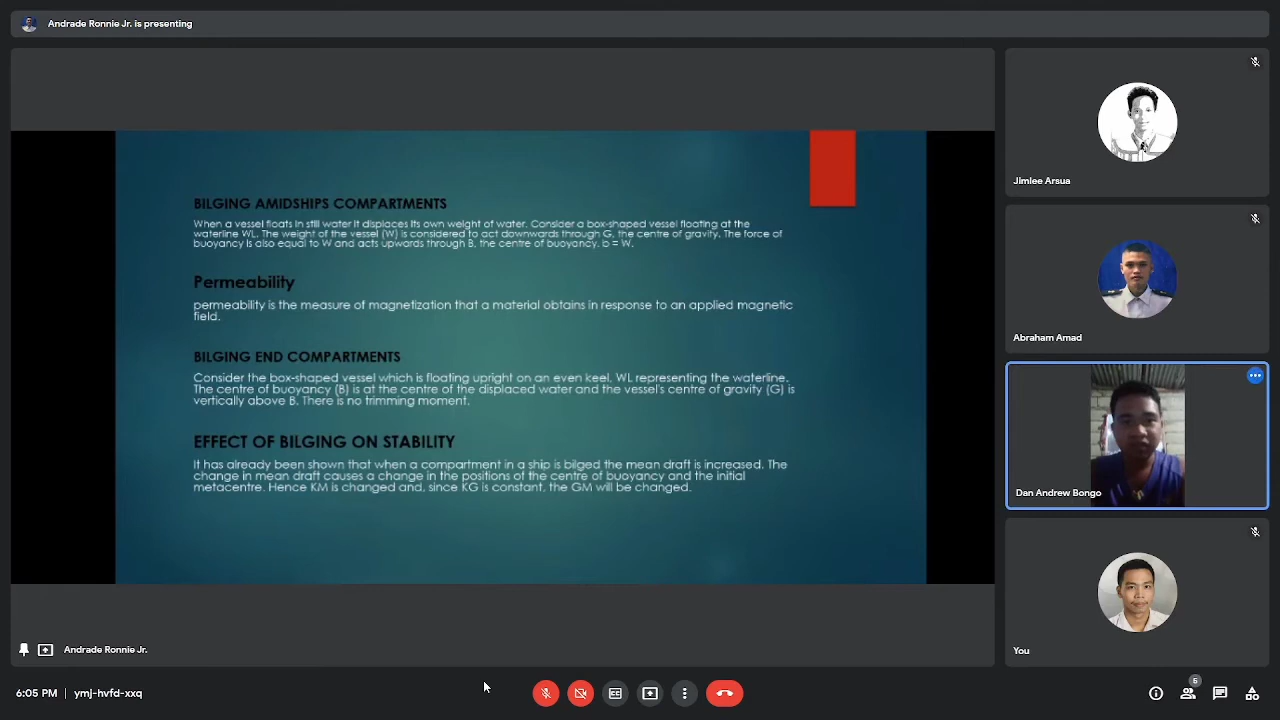 Andrade Ronnie Jr. is presenting
BILGING AMIDSHIPS COMPARTMENTS
When a vessel floats in still water it displaces its own weight of water. Consider a box-shaped vessel floating at the
waterline WL. The weight of the vessel (W) is considered to act downwards through G, the centre of gravity. The force of
buoyancy is also equal to W and acts upwards through B, the centre of buoyancy. b = W.
Permeability
permeability is the measure of magnetization that a material obtains in response to an applied magnetic
field.
BILGING END COMPARTMENTS
Consider the box-shaped vessel which is floating upright on an even keel, WL representing the waterline.
The centre of buoyancy (B) is at the centre of the displaced water and the vessel's centre of gravity (G) is
vertically above B. There is no trimming moment.
EFFECT OF BILGING ON STABILITY
It has already been shown that when a compartment in a ship is bilged the mean draft is increased. The
change in mean draft causes a change in the positions of the centre of buoyancy and the initial
metacentre. Hence KM is changed and, since KG is constant, the GM will be changed.
Andrade Ronnie Jr.
Jimlee Arsua
Abraham Amad
Dan Andrew Bongo
You
6:05 PM | ymj-hvfd-xxq
5